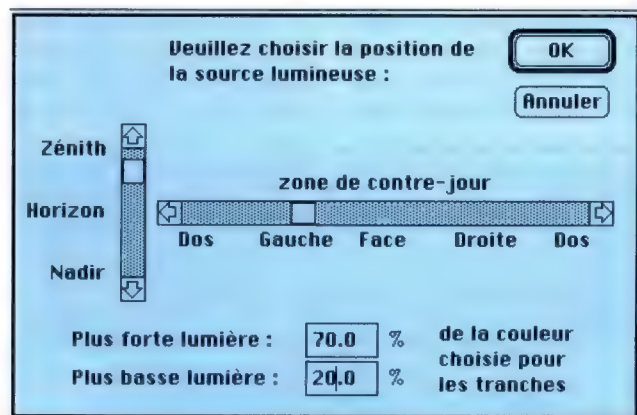 Veuillez choisir la position de
la source lumineuse :
OK
Annuler
Zénith
Horizon
Nadir
zone de contre-jour
Dos Gauche Face Droite Dos
Plus forte lumière : 70.0 %
Plus basse lumière : 20.0 %
de la couleur
choisie pour
les tranches